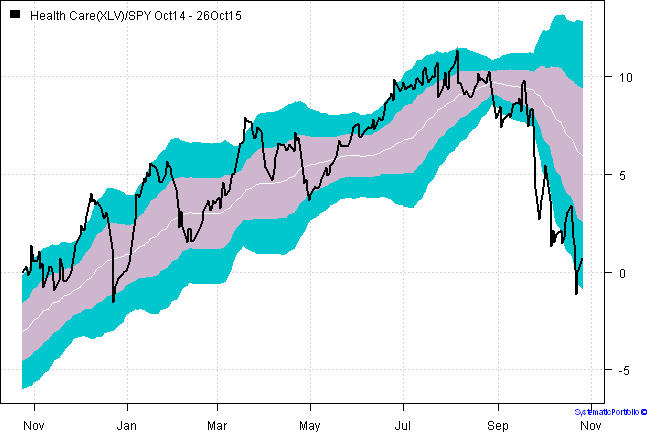 Health Care(XLV)/SPY Oct14 - 26Oct15
10
5
0
-5
SystematicPortfolio ©
Nov Jan Mar May Jul Sep Nov